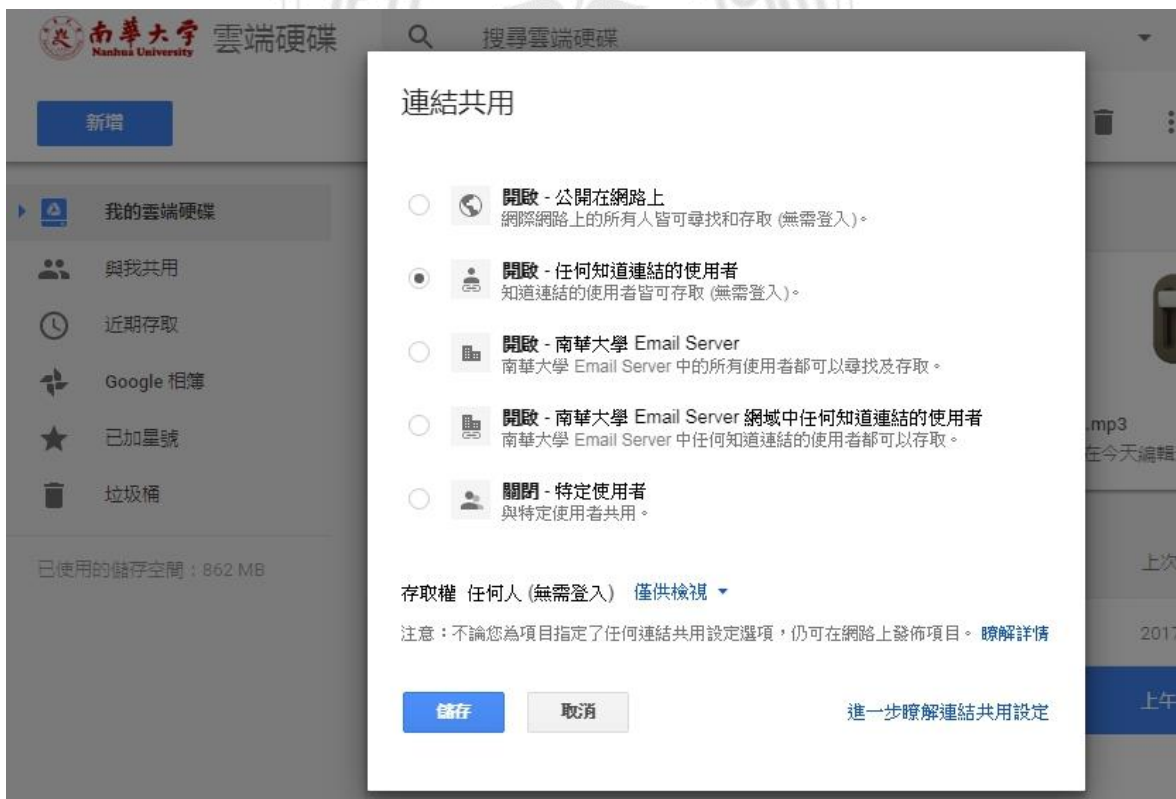 南華大学 雲端硬碟
Nanhua University
搜尋雲端硬碟
新增
我的雲端硬碟
與我共用
近期存取
Google 相簿
已加星號
垃圾桶
已使用的儲存空間：862 MB
連結共用
開啟 - 公開在網路上
網際網路上的所有人皆可尋找和存取 (無需登入)。
開啟 - 任何知道連結的使用者
知道連結的使用者皆可存取 (無需登入)。
開啟 - 南華大學 Email Server
南華大學 Email Server 中的所有使用者都可以尋找及存取。
開啟 - 南華大學 Email Server 網域中任何知道連結的使用者
南華大學 Email Server 中任何知道連結的使用者都可以存取。
關閉 - 特定使用者
與特定使用者共用。
存取權 任何人 (無需登入) 僅供檢視
注意：不論您為項目指定了任何連結共用設定選項，仍可在網路上發佈項目。瞭解詳情
儲存 取消 進一步瞭解連結共用設定
.mp3
在今天編輯
上次
2017
上午